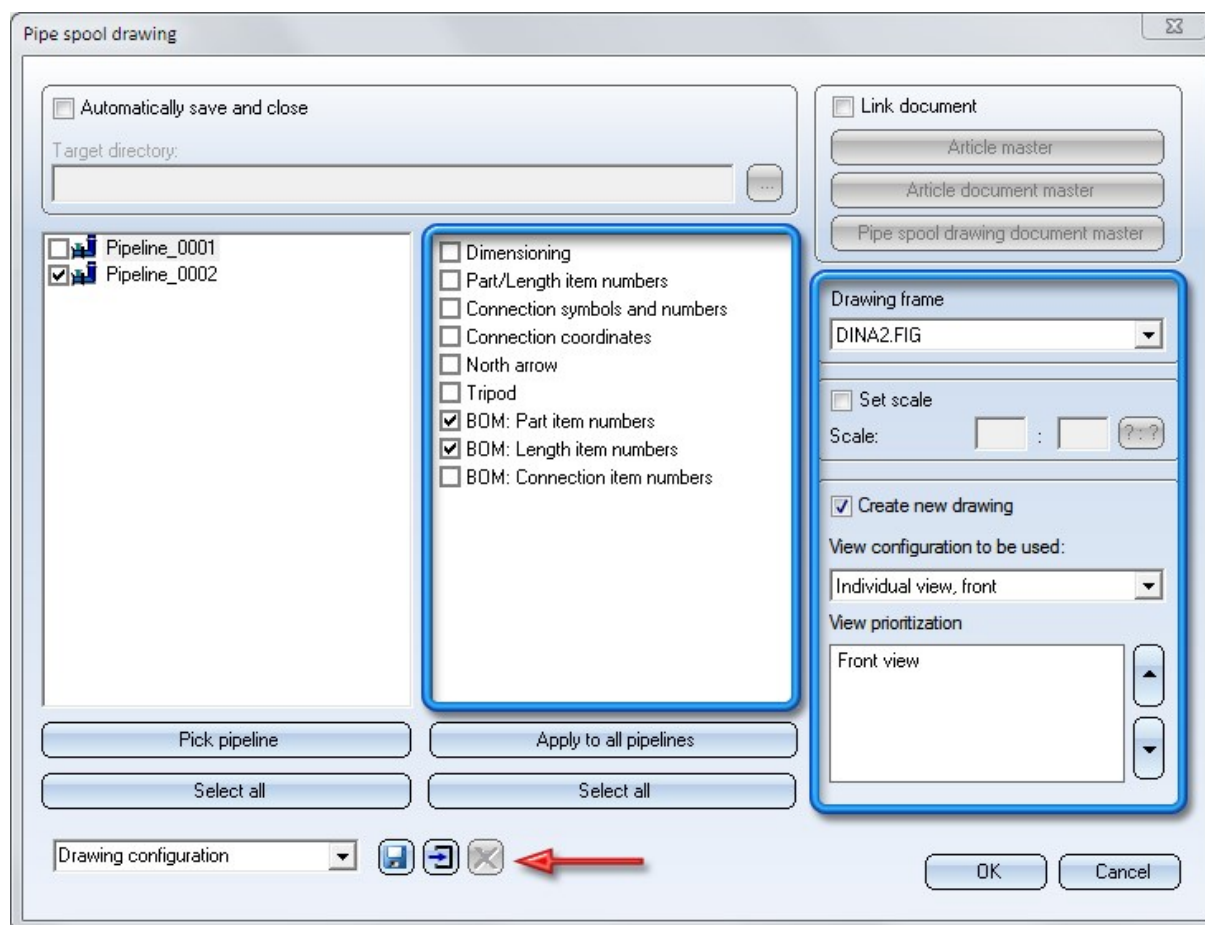 Pipe spool drawing
Automatically save and close
Target directory:
...
Link document
Article master
Article document master
Pipe spool drawing document master
Pipeline_0001
Pipeline_0002
Dimensioning
Part/Length item numbers
Connection symbols and numbers
Connection coordinates
North arrow
Tripod
BOM: Part item numbers
BOM: Length item numbers
BOM: Connection item numbers
Drawing frame
DINA2.FIG
Set scale
Scale: : ?:?
Create new drawing
View configuration to be used:
Individual view, front
View prioritization
Front view
Pick pipeline
Apply to all pipelines
Select all
Select all
Drawing configuration
OK
Cancel